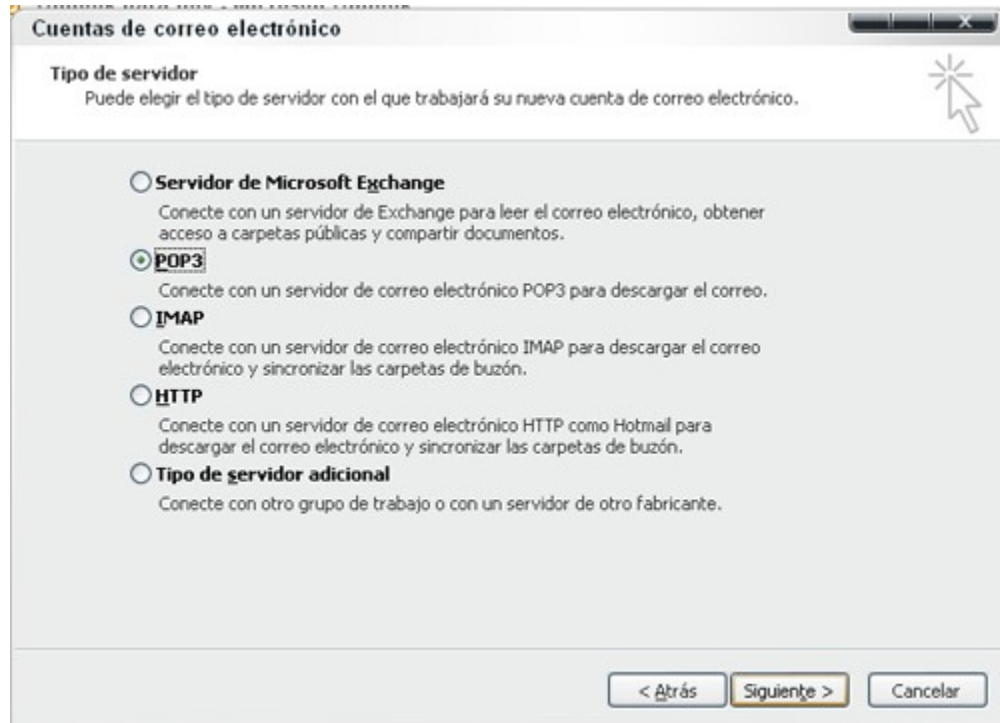 Cuentas de correo electrónico
Tipo de servidor
Puede elegir el tipo de servidor con el que trabajará su nueva cuenta de correo electrónico.
Servidor de Microsoft Exchange
Conecte con un servidor de Exchange para leer el correo electrónico, obtener
acceso a carpetas públicas y compartir documentos.
POP3
Conecte con un servidor de correo electrónico POP3 para descargar el correo.
IMAP
Conecte con un servidor de correo electrónico IMAP para descargar el correo
electrónico y sincronizar las carpetas de buzón.
HTTP
Conecte con un servidor de correo electrónico HTTP como Hotmail para
descargar el correo electrónico y sincronizar las carpetas de buzón.
Tipo de servidor adicional
Conecte con otro grupo de trabajo o con un servidor de otro fabricante.
< Atrás
Siguiente >
Cancelar